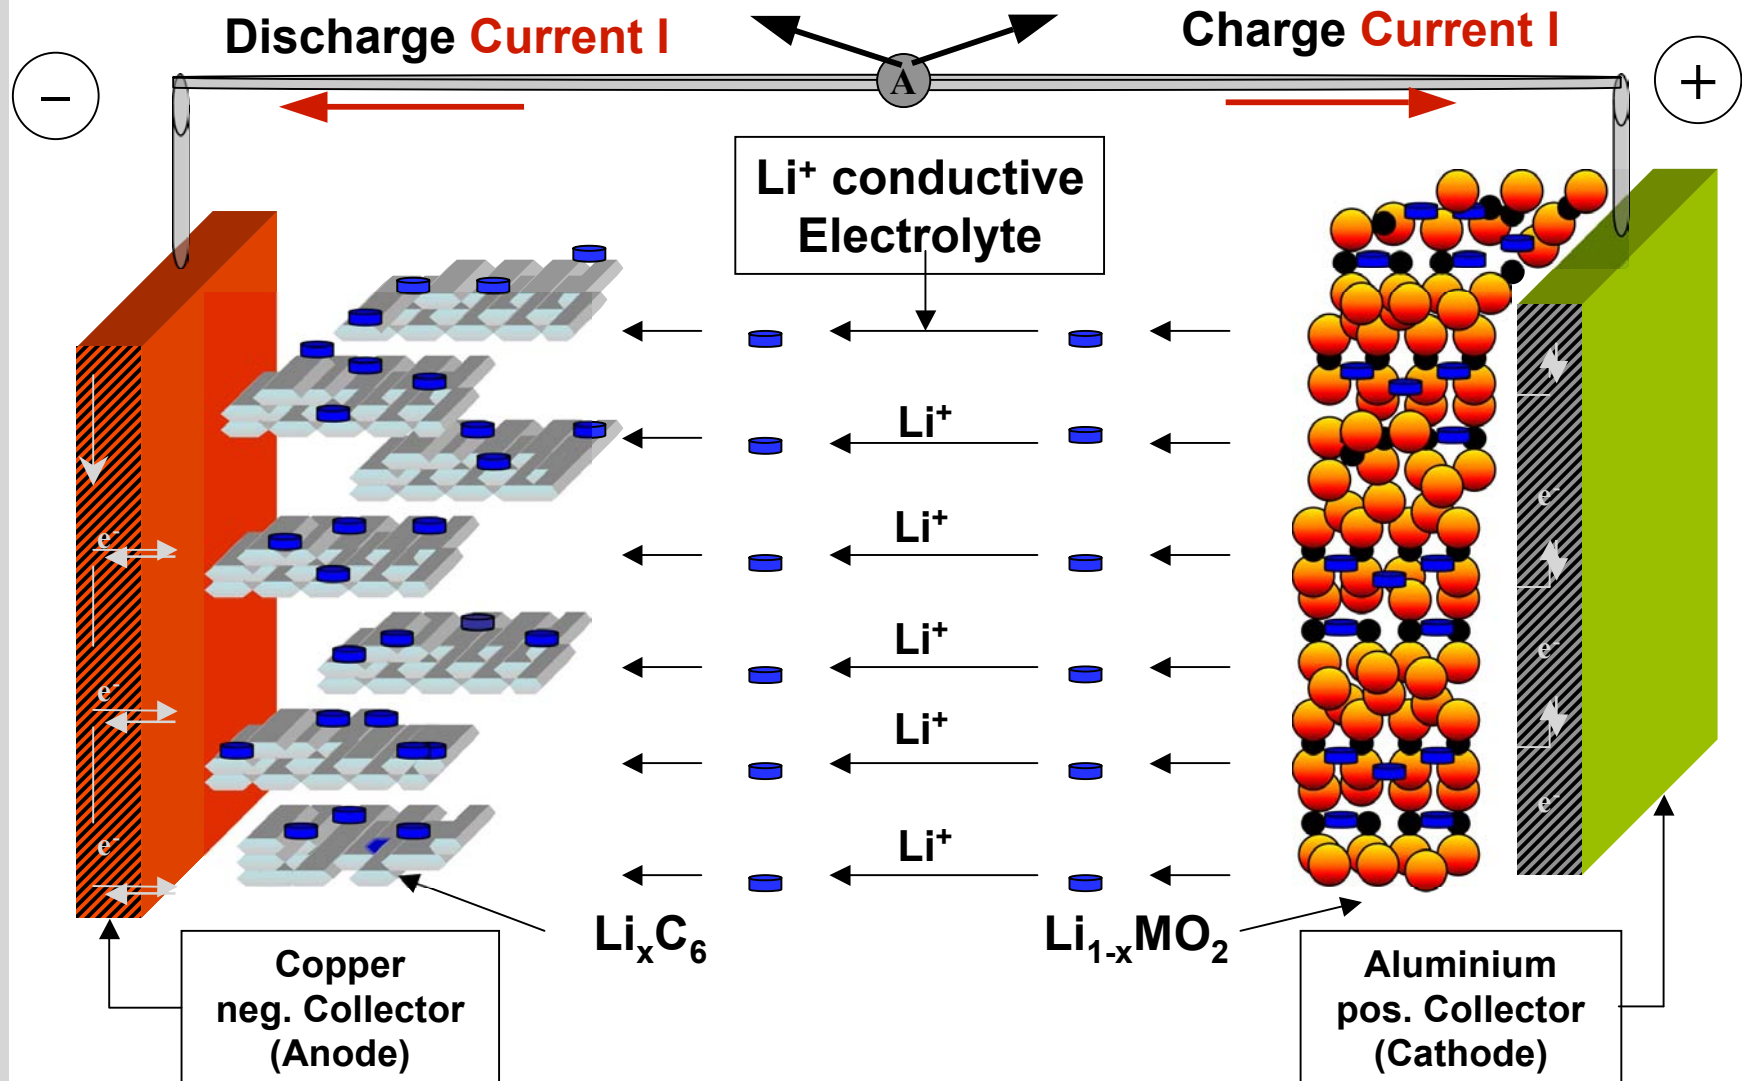 Discharge Current I
Charge Current I
−
A
+
Li⁺ conductive
Electrolyte
Li⁺
Li⁺
Li⁺
Li⁺
Li⁺
e⁻
e⁻
e⁻
e⁻
e⁻
e⁻
LiₓC₆
Li₁₋ₓMO₂
Copper
neg. Collector
(Anode)
Aluminium
pos. Collector
(Cathode)